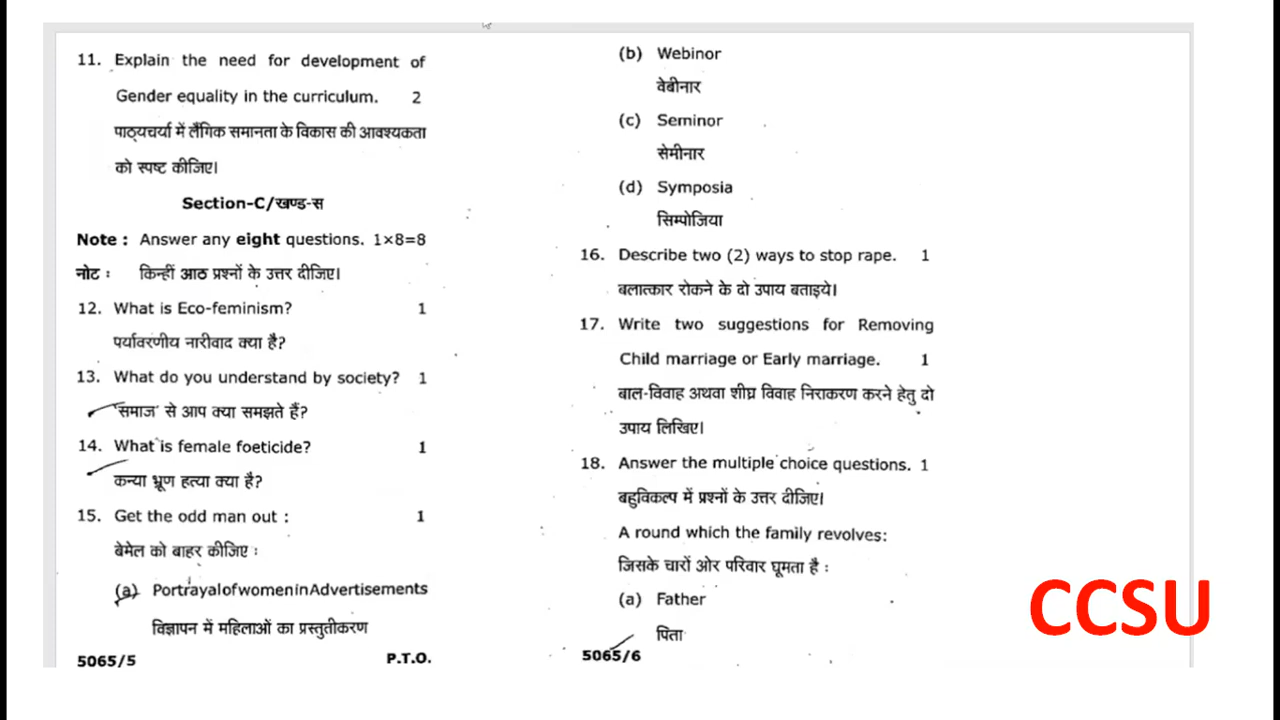 11. Explain the need for development of
Gender equality in the curriculum. 2
पाठ्यचर्या में लैंगिक समानता के विकास की आवश्यकता
को स्पष्ट कीजिए।
Section-C/खण्ड-स
Note : Answer any eight questions. 1×8=8
नोट : किन्हीं आठ प्रश्नों के उत्तर दीजिए।
12. What is Eco-feminism? 1
पर्यावरणीय नारीवाद क्या है?
13. What do you understand by society? 1
'समाज' से आप क्या समझते हैं?
14. What is female foeticide? 1
कन्या भ्रूण हत्या क्या है?
15. Get the odd man out : 1
बेमेल को बाहर कीजिए :
(a) Portrayal of women in Advertisements
विज्ञापन में महिलाओं का प्रस्तुतीकरण
5065/5 P.T.O.
(b) Webinor
वेबीनार
(c) Seminor
सेमीनार
(d) Symposia
सिम्पोजिया
16. Describe two (2) ways to stop rape. 1
बलात्कार रोकने के दो उपाय बताइये।
17. Write two suggestions for Removing
Child marriage or Early marriage. 1
बाल-विवाह अथवा शीघ्र विवाह निराकरण करने हेतु दो
उपाय लिखिए।
18. Answer the multiple choice questions. 1
बहुविकल्प में प्रश्नों के उत्तर दीजिए।
A round which the family revolves:
जिसके चारों ओर परिवार घूमता है :
(a) Father
पिता
5065/6
CCSU